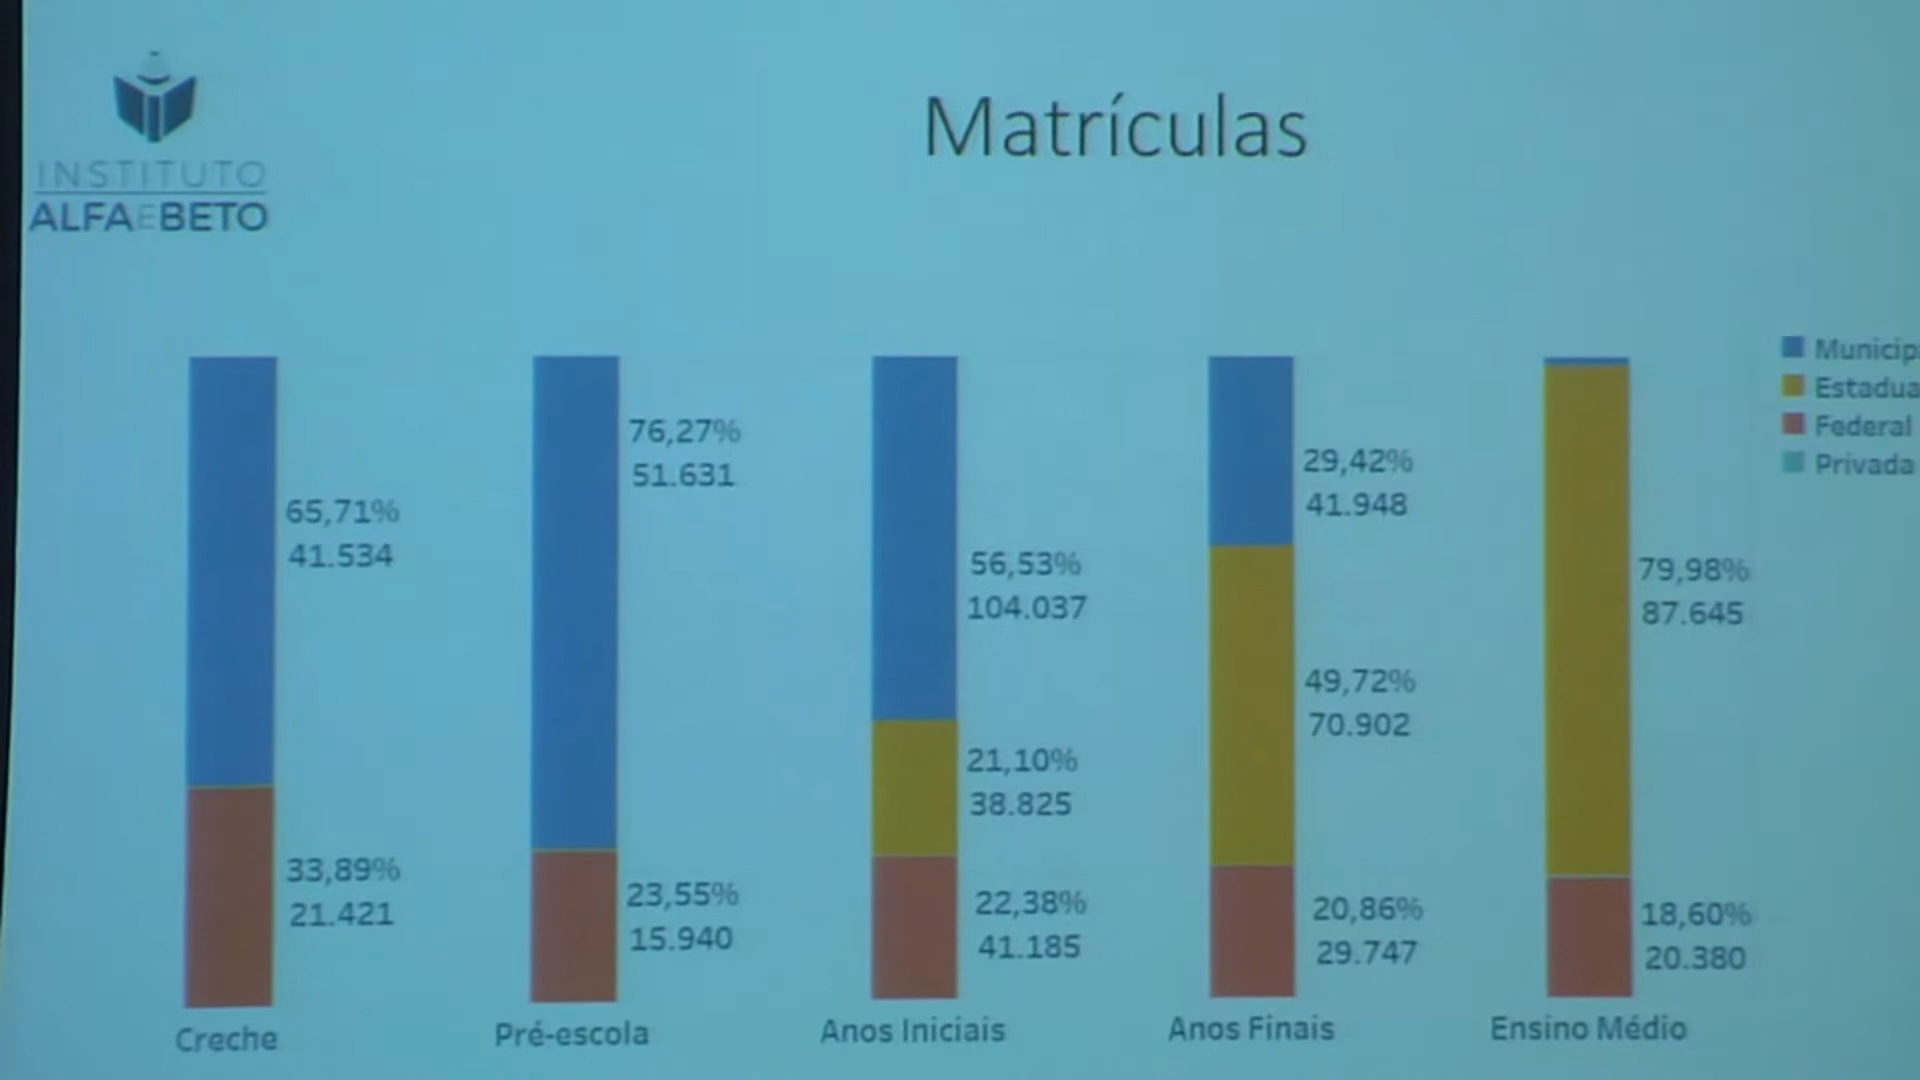 INSTITUTO
ALFAEBETO
Matrículas
Municip
Estadua
Federal
Privada
65,71%
41.534
33,89%
21.421
Creche
76,27%
51.631
23,55%
15.940
Pré-escola
56,53%
104.037
21,10%
38.825
22,38%
41.185
Anos Iniciais
29,42%
41.948
49,72%
70.902
20,86%
29.747
Anos Finais
79,98%
87.645
18,60%
20.380
Ensino Médio